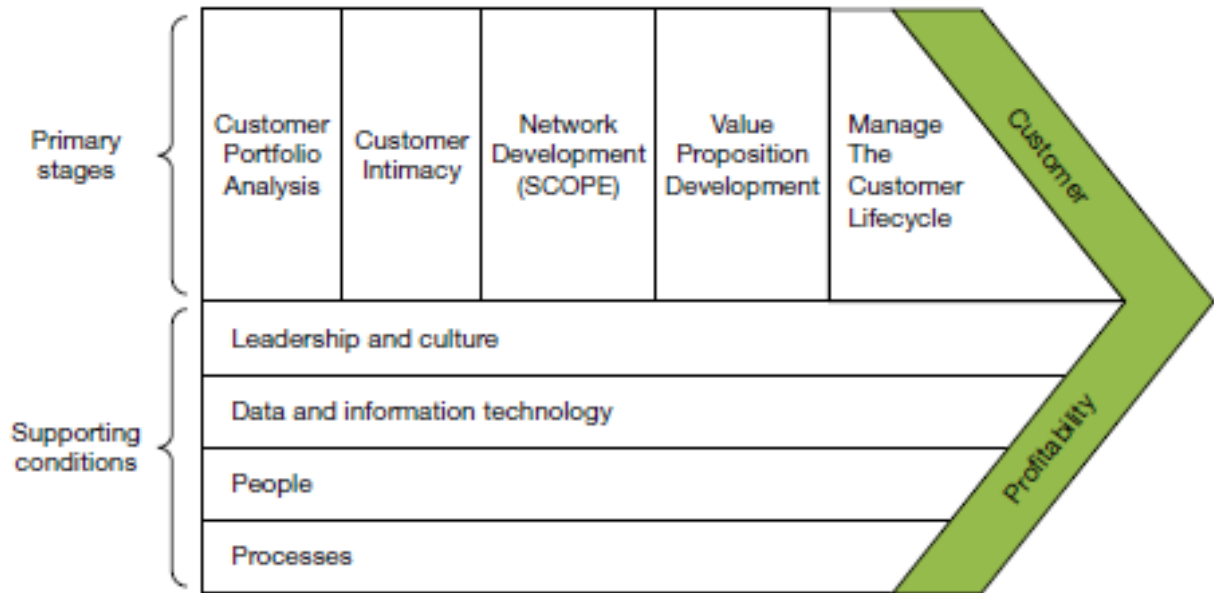 Primary
stages
Customer
Portfolio
Analysis
Customer
Intimacy
Network
Development
(SCOPE)
Value
Proposition
Development
Manage
The
Customer
Lifecycle
Customer
Supporting
conditions
Leadership and culture
Data and information technology
People
Processes
Profitability